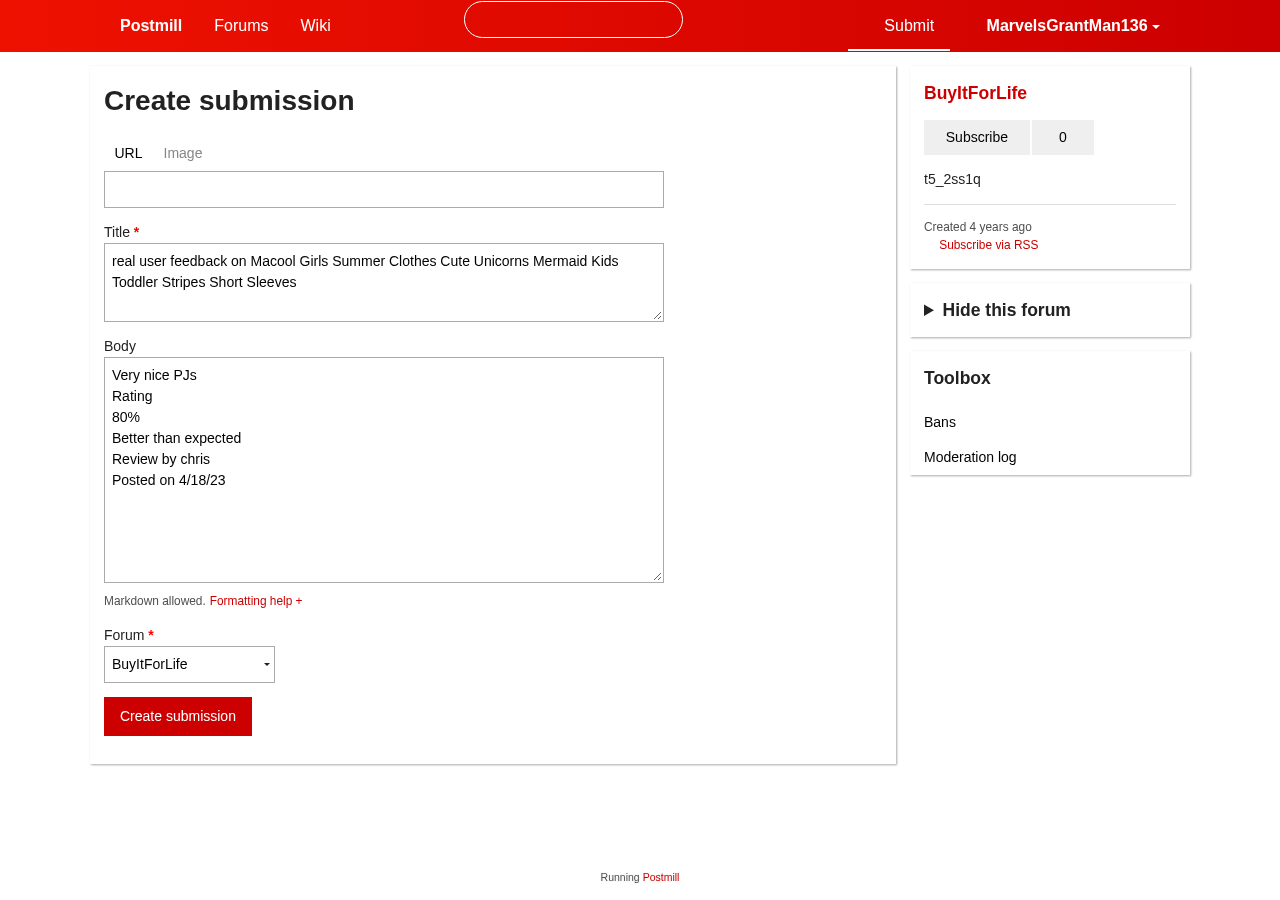 Postmill Forums Wiki Submit MarvelsGrantMan136
Create submission
URL Image
Title *
real user feedback on Macool Girls Summer Clothes Cute Unicorns Mermaid Kids
Toddler Stripes Short Sleeves
Body
Very nice PJs
Rating
80%
Better than expected
Review by chris
Posted on 4/18/23
Markdown allowed. Formatting help +
Forum *
BuyItForLife
Create submission
BuyItForLife
Subscribe 0
t5_2ss1q
Created 4 years ago
Subscribe via RSS
Hide this forum
Toolbox
Bans
Moderation log
Running Postmill